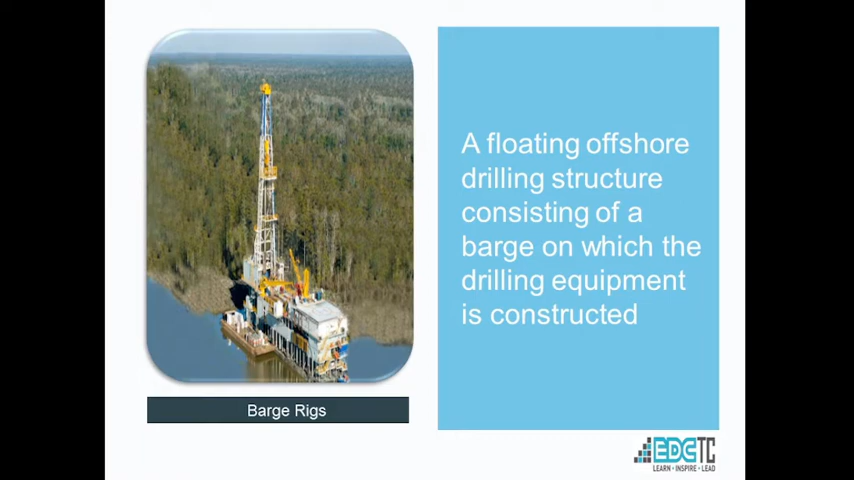 A floating offshore
drilling structure
consisting of a
barge on which the
drilling equipment
is constructed
Barge Rigs
EDCTC
LEARN • INSPIRE • LEAD